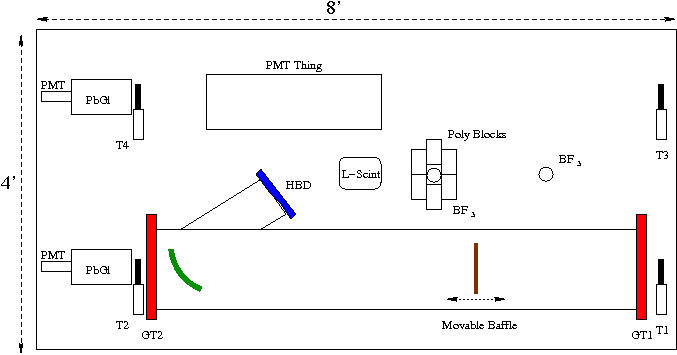 8'
PMT Thing
PMT
PbGl
T4
T3
Poly Blocks
L-Scint
BF₃
HBD
BF₃
4'
PMT
PbGl
T2
GT2
Movable Baffle
GT1
T1